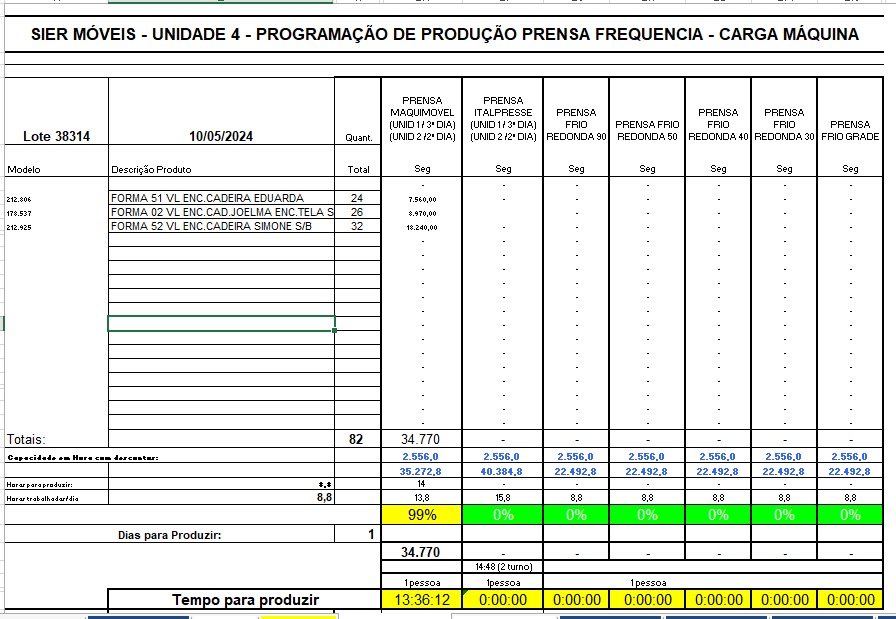 SIER MÓVEIS - UNIDADE 4 - PROGRAMAÇÃO DE PRODUÇÃO PRENSA FREQUENCIA - CARGA MÁQUINA
Lote 38314 10/05/2024 Quant.
PRENSA MAQUIMOVEL (UNID 1 / 3ª DIA) (UNID 2 /2ª DIA)
PRENSA ITALPRESSE (UNID 1 / 3ª DIA) (UNID 2 /2ª DIA)
PRENSA FRIO REDONDA 90
PRENSA FRIO REDONDA 50
PRENSA FRIO REDONDA 40
PRENSA FRIO REDONDA 30
PRENSA FRIO GRADE
Modelo Descrição Produto Total Seg Seg Seg Seg Seg Seg Seg
- - - - - - -
212.806 FORMA 51 VL ENC.CADEIRA EDUARDA 24 7.560,00 - - - - - -
178.537 FORMA 02 VL ENC.CAD.JOELMA ENC.TELA S 26 8.970,00 - - - - - -
212.925 FORMA 52 VL ENC.CADEIRA SIMONE S/B 32 18.240,00 - - - - - -
- - - - - - -
- - - - - - -
- - - - - - -
- - - - - - -
- - - - - - -
- - - - - - -
- - - - - - -
- - - - - - -
- - - - - - -
- - - - - - -
- - - - - - -
- - - - - - -
- - - - - - -
- - - - - - -
Totais: 82 34.770 - - - - - -
Capacidade em Hora com descontos: 2.556,0 2.556,0 2.556,0 2.556,0 2.556,0 2.556,0 2.556,0
35.272,8 40.384,8 22.492,8 22.492,8 22.492,8 22.492,8 22.492,8
Horas para produzir: 8,8 14 - - - - - -
Horas trabalhadas/dia 8,8 13,8 15,8 8,8 8,8 8,8 8,8 8,8
99% 0% 0% 0% 0% 0% 0%
Dias para Produzir: 1
34.770 - - - - - -
14:48 (2 turno)
1 pessoa 1 pessoa 1 pessoa
Tempo para produzir 13:36:12 0:00:00 0:00:00 0:00:00 0:00:00 0:00:00 0:00:00